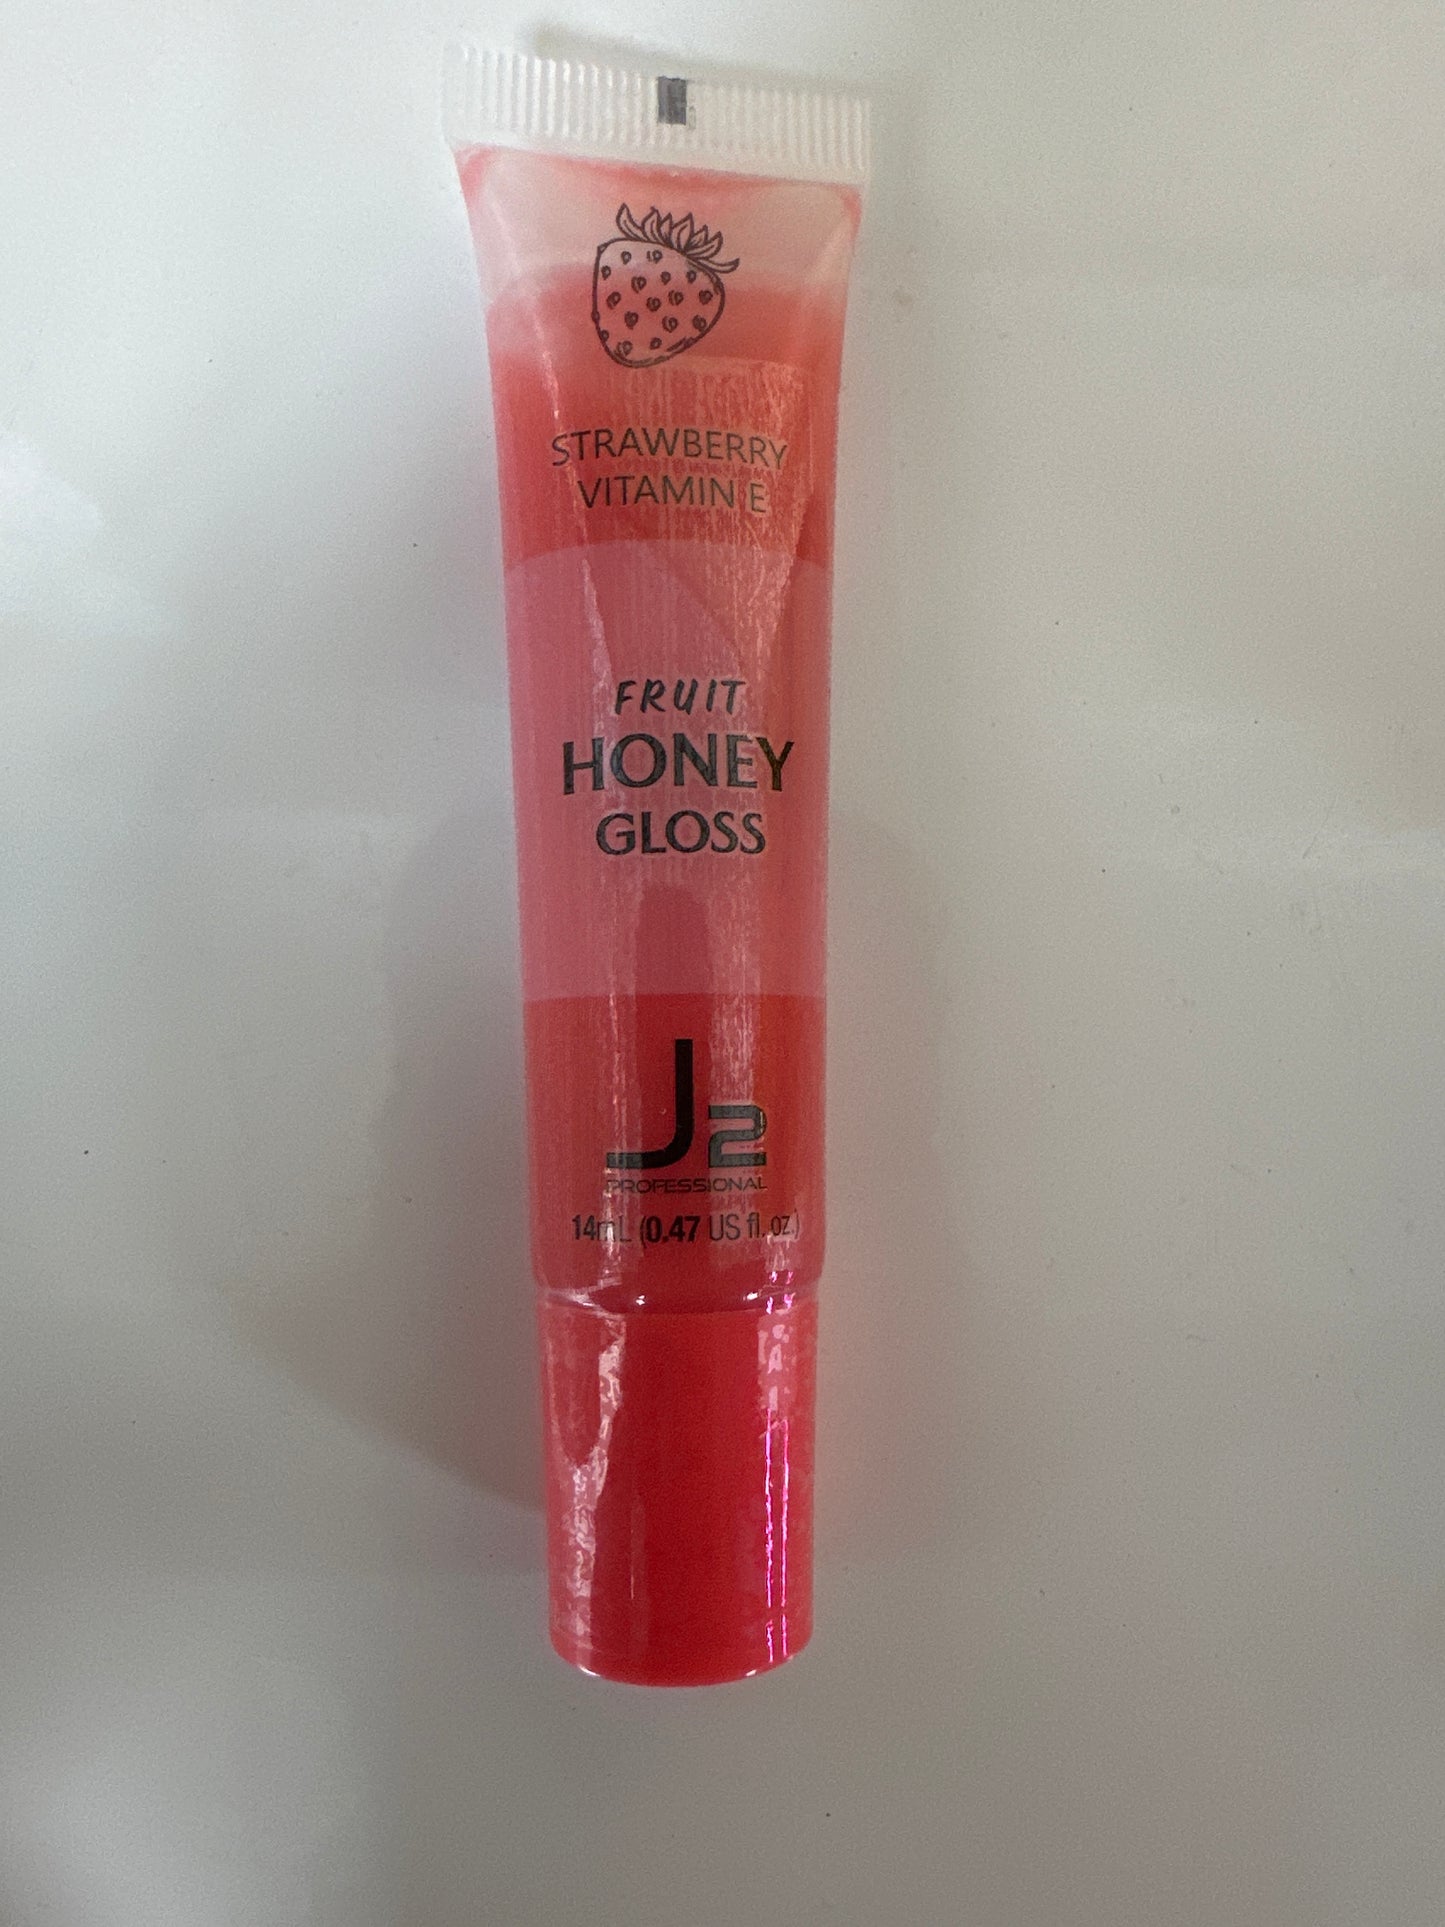 STRAWBERRY
VITAMIN E
FRUIT
HONEY
GLOSS
J2
PROFESSIONAL
14mL (0.47 US fl. oz.)